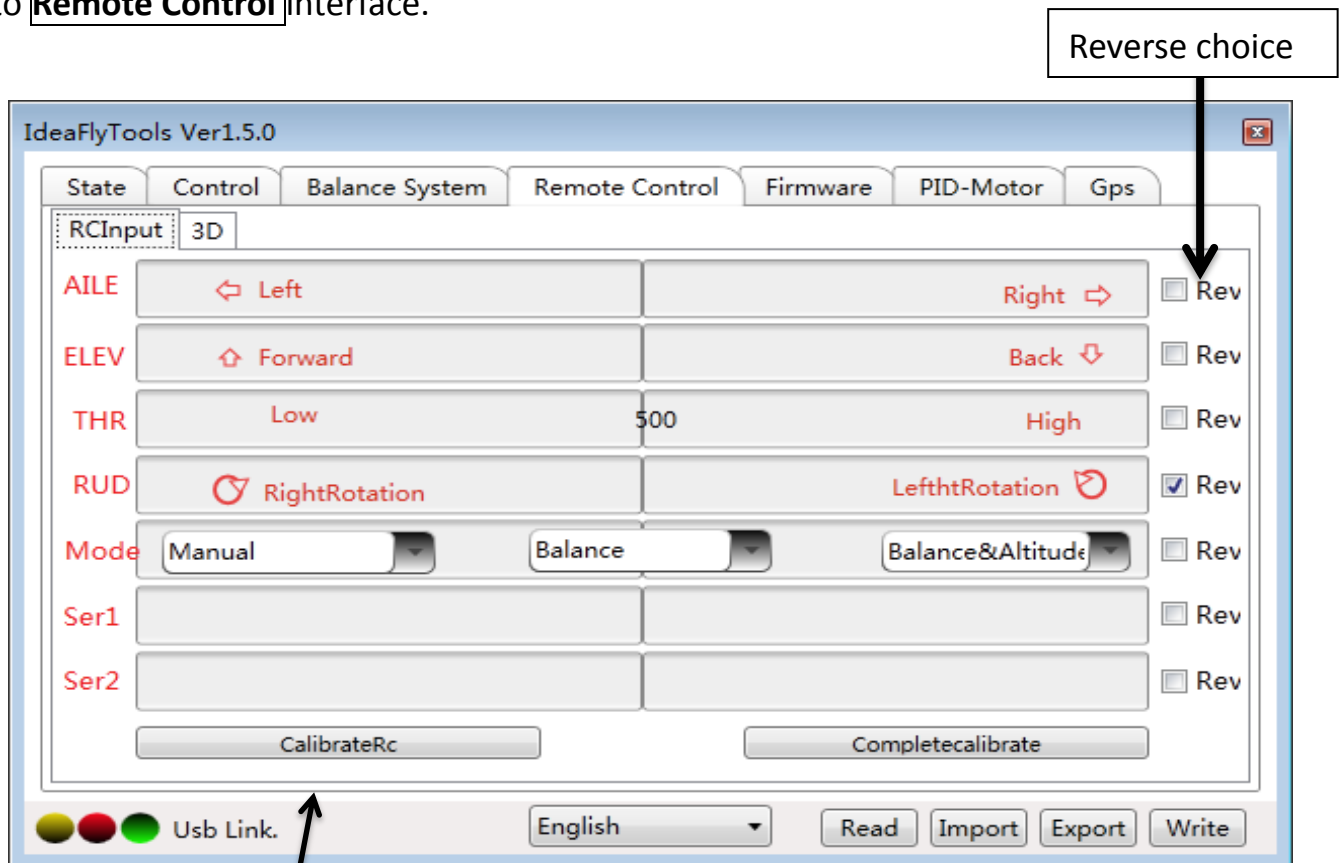 to Remote Control interface.
Reverse choice
IdeaFlyTools Ver1.5.0
State Control Balance System Remote Control Firmware PID-Motor Gps
RCInput 3D
AILE Left Right Rev
ELEV Forward Back Rev
THR Low 500 High Rev
RUD RightRotation LefthtRotation Rev
Mode Manual Balance Balance&Altitude Rev
Ser1 Rev
Ser2 Rev
CalibrateRc Completecalibrate
Usb Link. English Read Import Export Write